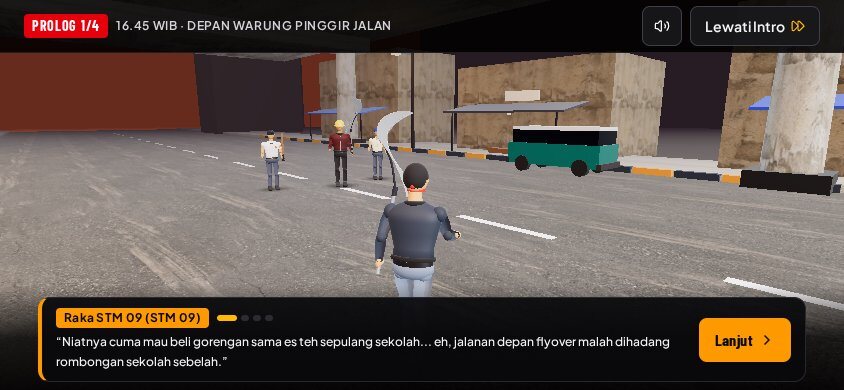 PROLOG 1/4
16.45 WIB · DEPAN WARUNG PINGGIR JALAN
Lewati Intro
Raka STM 09 (STM 09)
“Niatnya cuma mau beli gorengan sama es teh sepulang sekolah... eh, jalanan depan flyover malah dihadang
rombongan sekolah sebelah.”
Lanjut